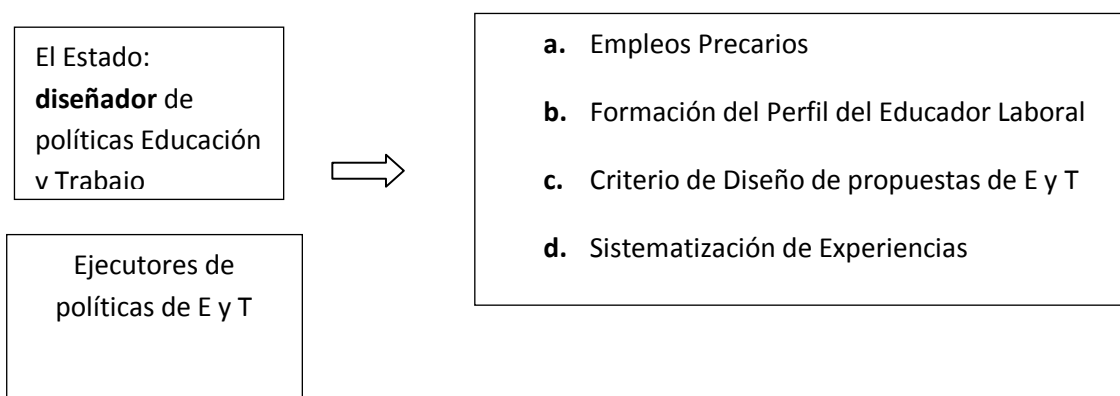 El Estado:
diseñador de
políticas Educación
y Trabajo
Ejecutores de
políticas de E y T
a. Empleos Precarios
b. Formación del Perfil del Educador Laboral
c. Criterio de Diseño de propuestas de E y T
d. Sistematización de Experiencias